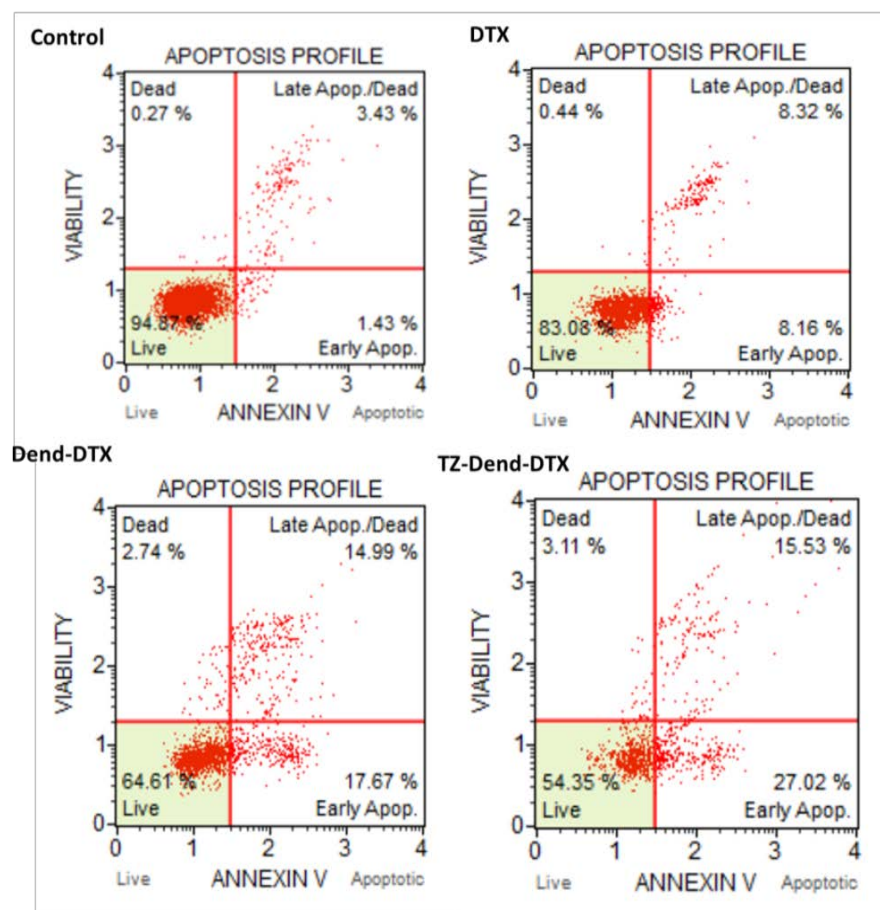 Control
APOPTOSIS PROFILE
Dead
0.27 %
Late Apop./Dead
3.43 %
94.87 %
Live
1.43 %
Early Apop.
VIABILITY
4
3
2
1
0
0 1 2 3 4
Live ANNEXIN V Apoptotic
DTX
APOPTOSIS PROFILE
Dead
0.44 %
Late Apop./Dead
8.32 %
83.08 %
Live
8.16 %
Early Apop.
VIABILITY
4
3
2
1
0
0 1 2 3 4
Live ANNEXIN V Apoptotic
Dend-DTX
APOPTOSIS PROFILE
Dead
2.74 %
Late Apop./Dead
14.99 %
64.61 %
Live
17.67 %
Early Apop.
VIABILITY
4
3
2
1
0
0 1 2 3 4
Live ANNEXIN V Apoptotic
TZ-Dend-DTX
APOPTOSIS PROFILE
Dead
3.11 %
Late Apop./Dead
15.53 %
54.35 %
Live
27.02 %
Early Apop.
VIABILITY
4
3
2
1
0
0 1 2 3 4
Live ANNEXIN V Apoptotic